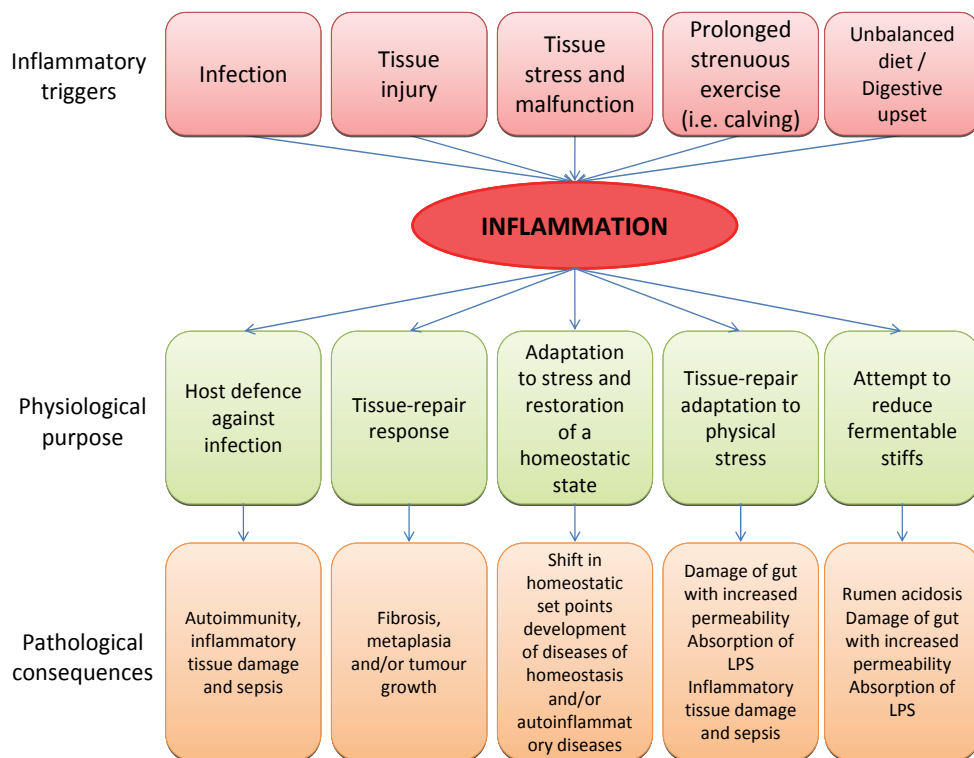 Inflammatory
triggers
Infection
Tissue
injury
Tissue
stress and
malfunction
Prolonged
strenuous
exercise
(i.e. calving)
Unbalanced
diet /
Digestive
upset
INFLAMMATION
Physiological
purpose
Host defence
against
infection
Tissue-repair
response
Adaptation
to stress and
restoration
of a
homeostatic
state
Tissue-repair
adaptation to
physical
stress
Attempt to
reduce
fermentable
stiffs
Pathological
consequences
Autoimmunity,
inflammatory
tissue damage
and sepsis
Fibrosis,
metaplasia
and/or tumour
growth
Shift in
homeostatic
set points
development
of diseases of
homeostasis
and/or
autoinflammat
ory diseases
Damage of gut
with increased
permeability
Absorption of
LPS
Inflammatory
tissue damage
and sepsis
Rumen acidosis
Damage of gut
with increased
permeability
Absorption of
LPS